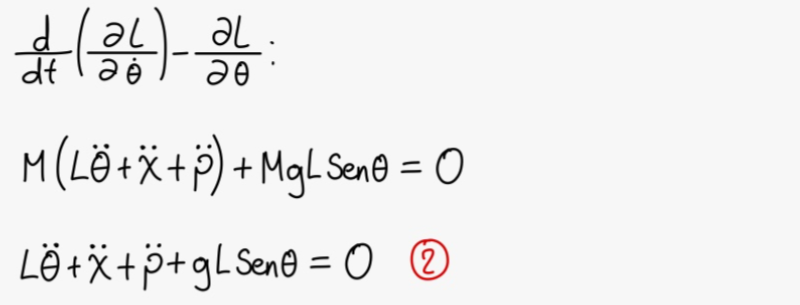 d/dt (∂L/∂θ̇) − ∂L/∂θ :
M(Lθ̈ + ẍ + p̈) + MgL Senθ = 0
Lθ̈ + ẍ + p̈ + gL Senθ = 0 ②